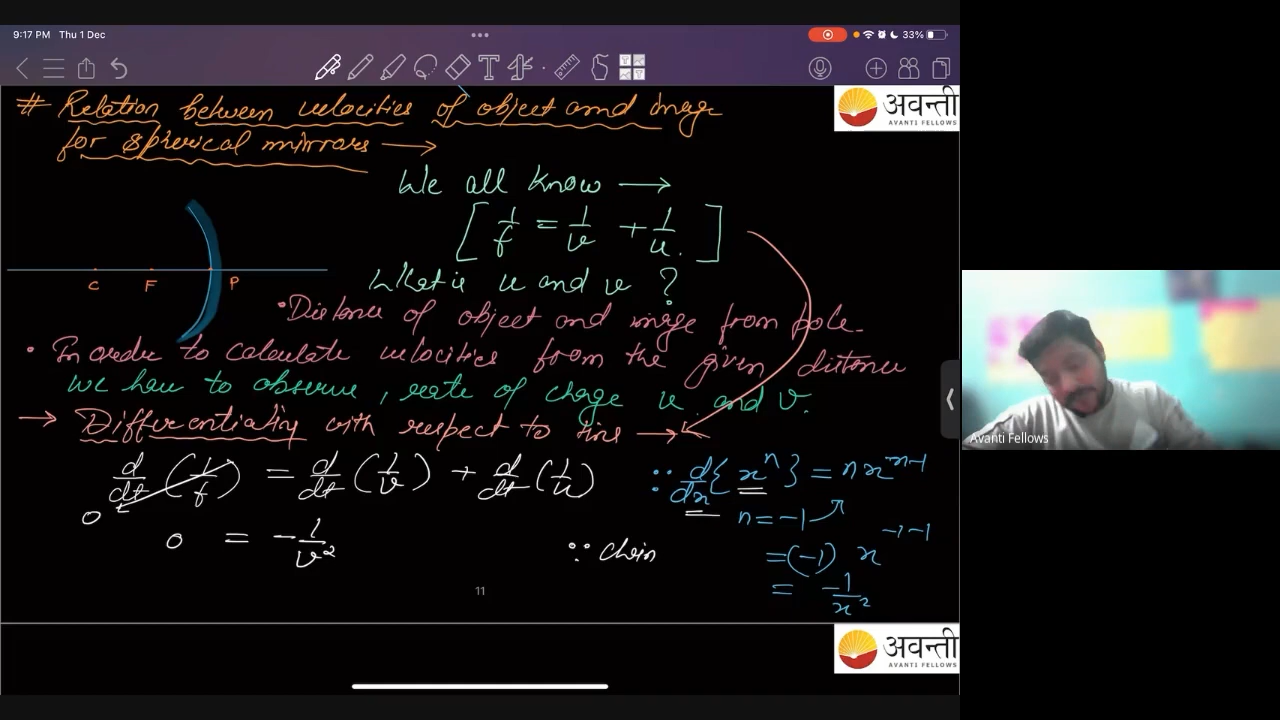 9:17 PM Thu 1 Dec
33%
# Relation between velocities of object and image
for spherical mirrors →
अवन्ती
AVANTI FELLOWS
We all know →
[ 1/f = 1/v + 1/u. ]
What is u and v ?
C F P
• Distance of object and image from pole.
• In order to calculate velocities from the given distance
we have to observe, rate of chage u and v.
→ Differentiating with respect to time →
d/dt (1/f) = d/dt (1/v) + d/dt (1/u)
0
∵ d/dx { xⁿ } = n xⁿ⁻¹
n = -1
0 = - 1/v²
∵ chain
= (-1) x⁻¹⁻¹
= -1/x²
11
अवन्ती
AVANTI FELLOWS
Avanti Fellows